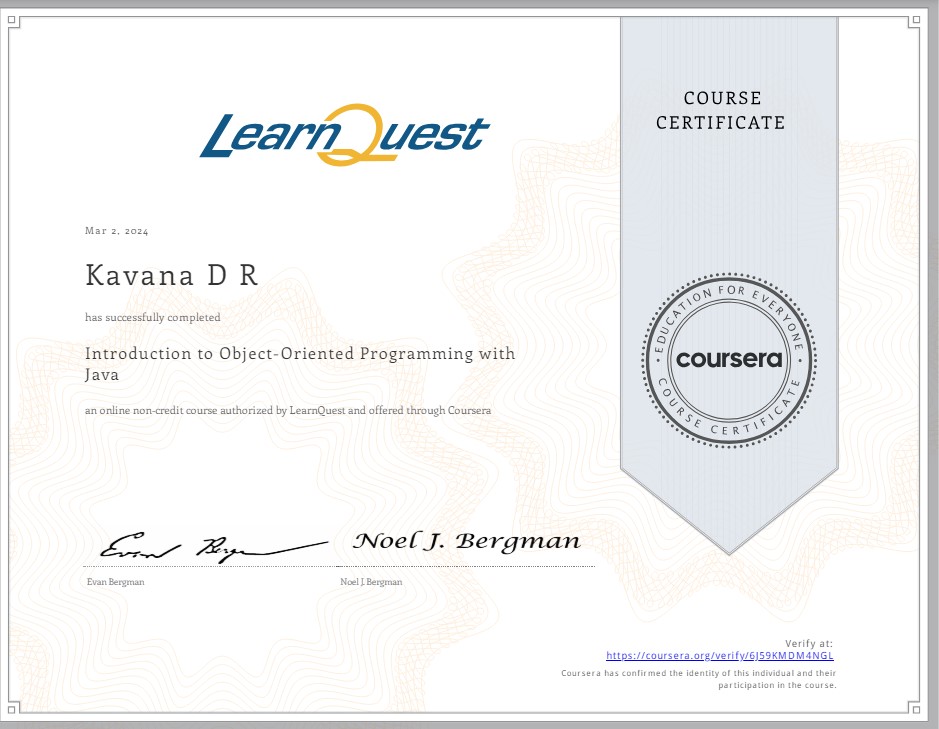 LearnQuest
COURSE
CERTIFICATE
Mar 2, 2024
Kavana D R
has successfully completed
Introduction to Object-Oriented Programming with
Java
an online non-credit course authorized by LearnQuest and offered through Coursera
EDUCATION FOR EVERYONE
coursera
COURSE CERTIFICATE
Evan Berg
Noel J. Bergman
Evan Bergman
Noel J. Bergman
Verify at:
https://coursera.org/verify/6J59KMDM4NGL
Coursera has confirmed the identity of this individual and their
participation in the course.